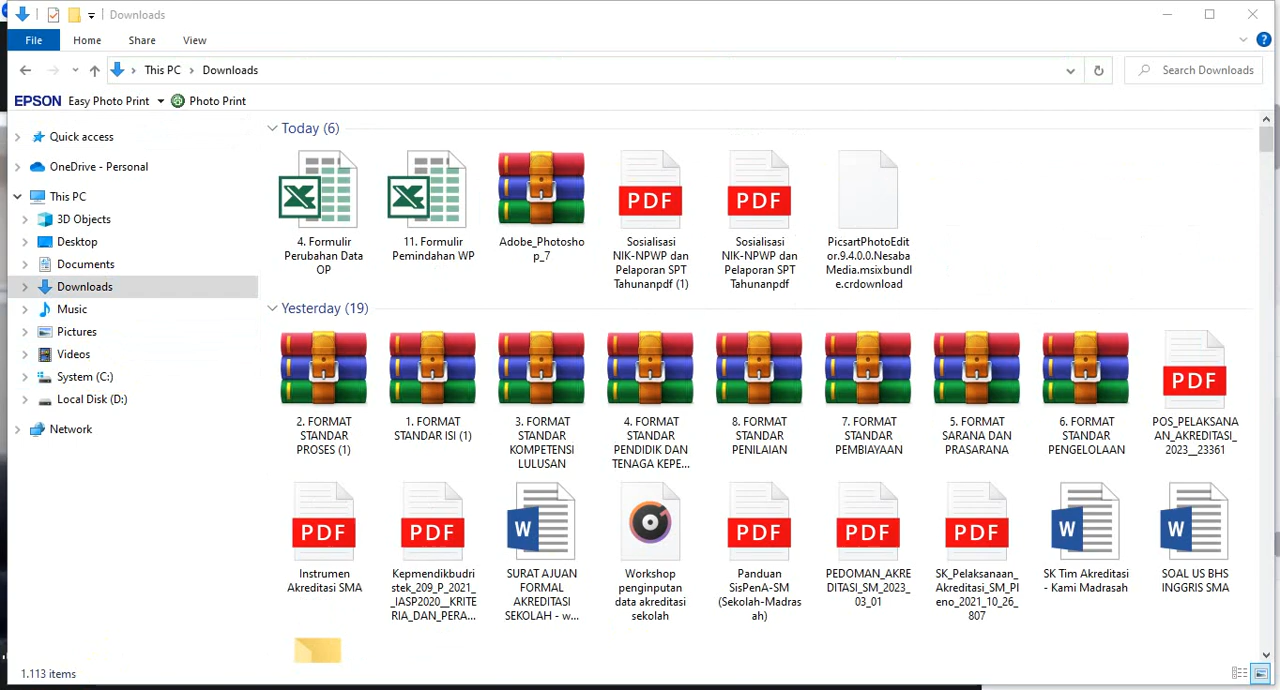 Downloads
File Home Share View
This PC Downloads
Search Downloads
EPSON Easy Photo Print Photo Print
Quick access
OneDrive - Personal
This PC
3D Objects
Desktop
Documents
Downloads
Music
Pictures
Videos
System (C:)
Local Disk (D:)
Network
Today (6)
4. Formulir
Perubahan Data
OP
11. Formulir
Pemindahan WP
Adobe_Photosho
p_7
PDF
Sosialisasi
NIK-NPWP dan
Pelaporan SPT
Tahunanpdf (1)
PDF
Sosialisasi
NIK-NPWP dan
Pelaporan SPT
Tahunanpdf
PicsartPhotoEdit
or.9.4.0.0.Nesaba
Media.msixbundl
e.crdownload
Yesterday (19)
2. FORMAT
STANDAR
PROSES (1)
1. FORMAT
STANDAR ISI (1)
3. FORMAT
STANDAR
KOMPETENSI
LULUSAN
4. FORMAT
STANDAR
PENDIDIK DAN
TENAGA KEPE...
8. FORMAT
STANDAR
PENILAIAN
7. FORMAT
STANDAR
PEMBIAYAAN
5. FORMAT
SARANA DAN
PRASARANA
6. FORMAT
STANDAR
PENGELOLAAN
PDF
POS_PELAKSANA
AN_AKREDITASI_
2023__23361
PDF
Instrumen
Akreditasi SMA
PDF
Kepmendikbudri
stek_209_P_2021_
_IASP2020__KRITE
RIA_DAN_PERA...
W
SURAT AJUAN
FORMAL
AKREDITASI
SEKOLAH - w...
Workshop
penginputan
data akreditasi
sekolah
PDF
Panduan
SisPenA-SM
(Sekolah-Madras
ah)
PDF
PEDOMAN_AKRE
DITASI_SM_2023_
03_01
PDF
SK_Pelaksanaan_
Akreditasi_SM_Pl
eno_2021_10_26_
807
W
SK Tim Akreditasi
- Kami Madrasah
W
SOAL US BHS
INGGRIS SMA
1.113 items